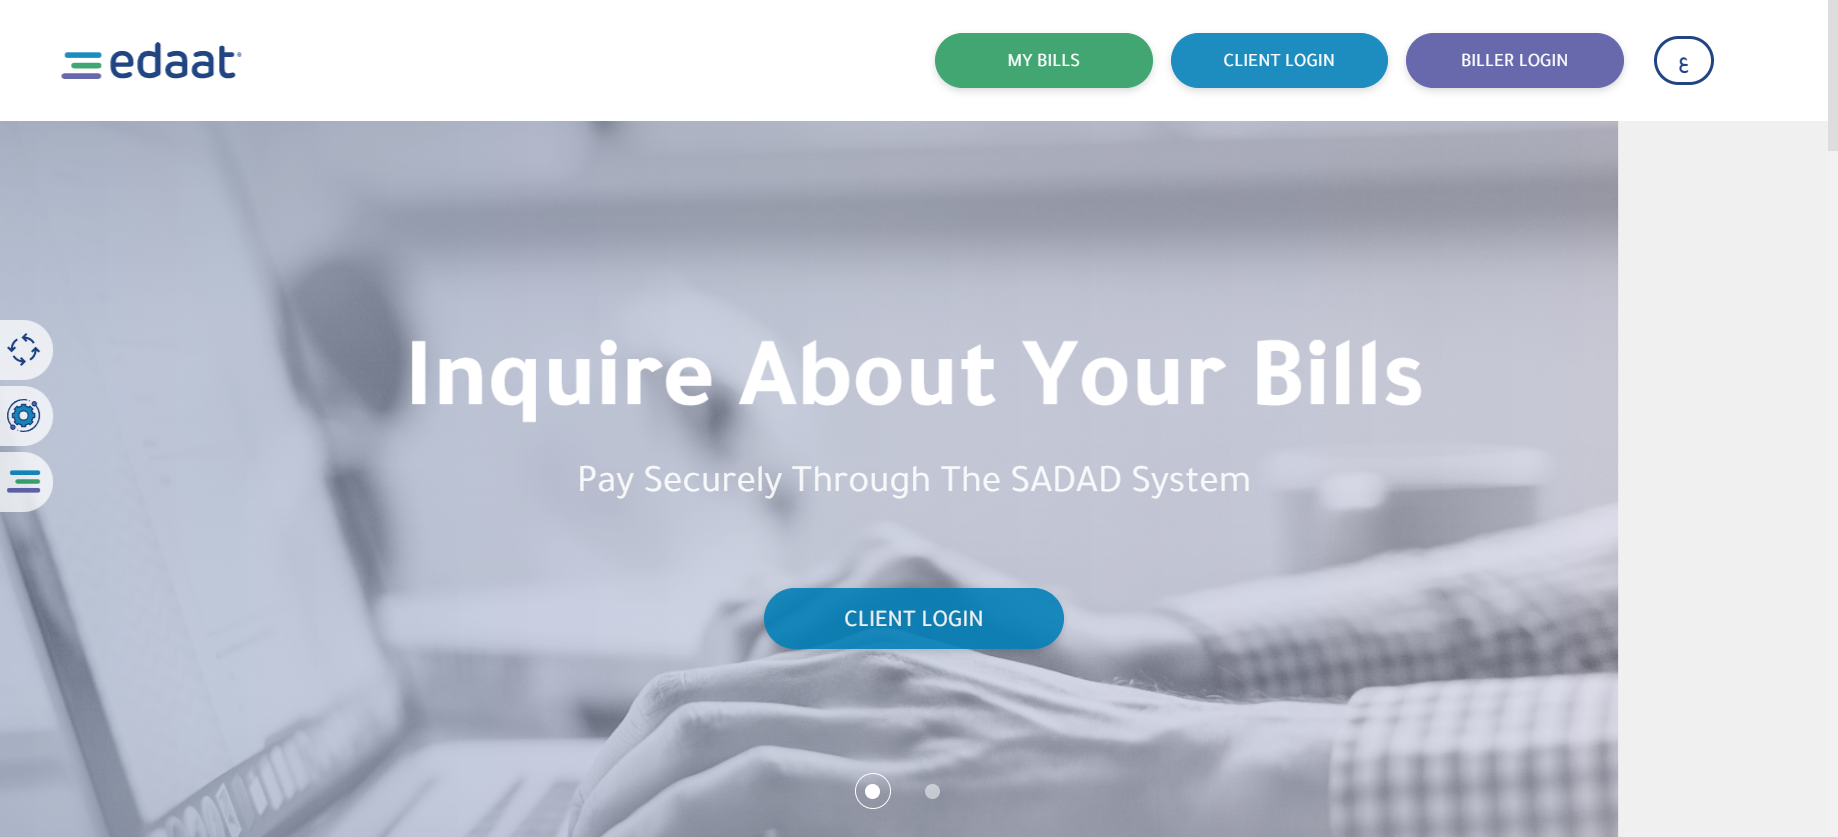 edaat®
MY BILLS
CLIENT LOGIN
BILLER LOGIN
ع
Inquire About Your Bills
Pay Securely Through The SADAD System
CLIENT LOGIN